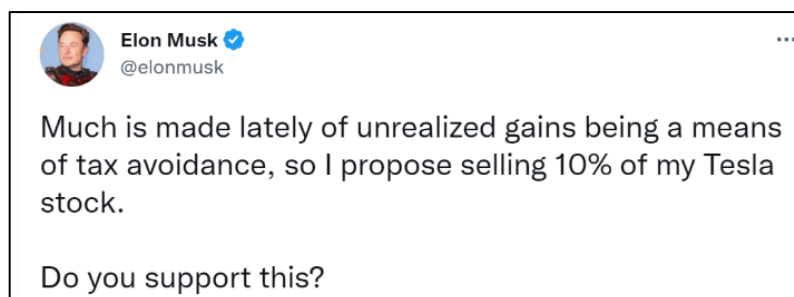 Elon Musk
@elonmusk
Much is made lately of unrealized gains being a means
of tax avoidance, so I propose selling 10% of my Tesla
stock.
Do you support this?